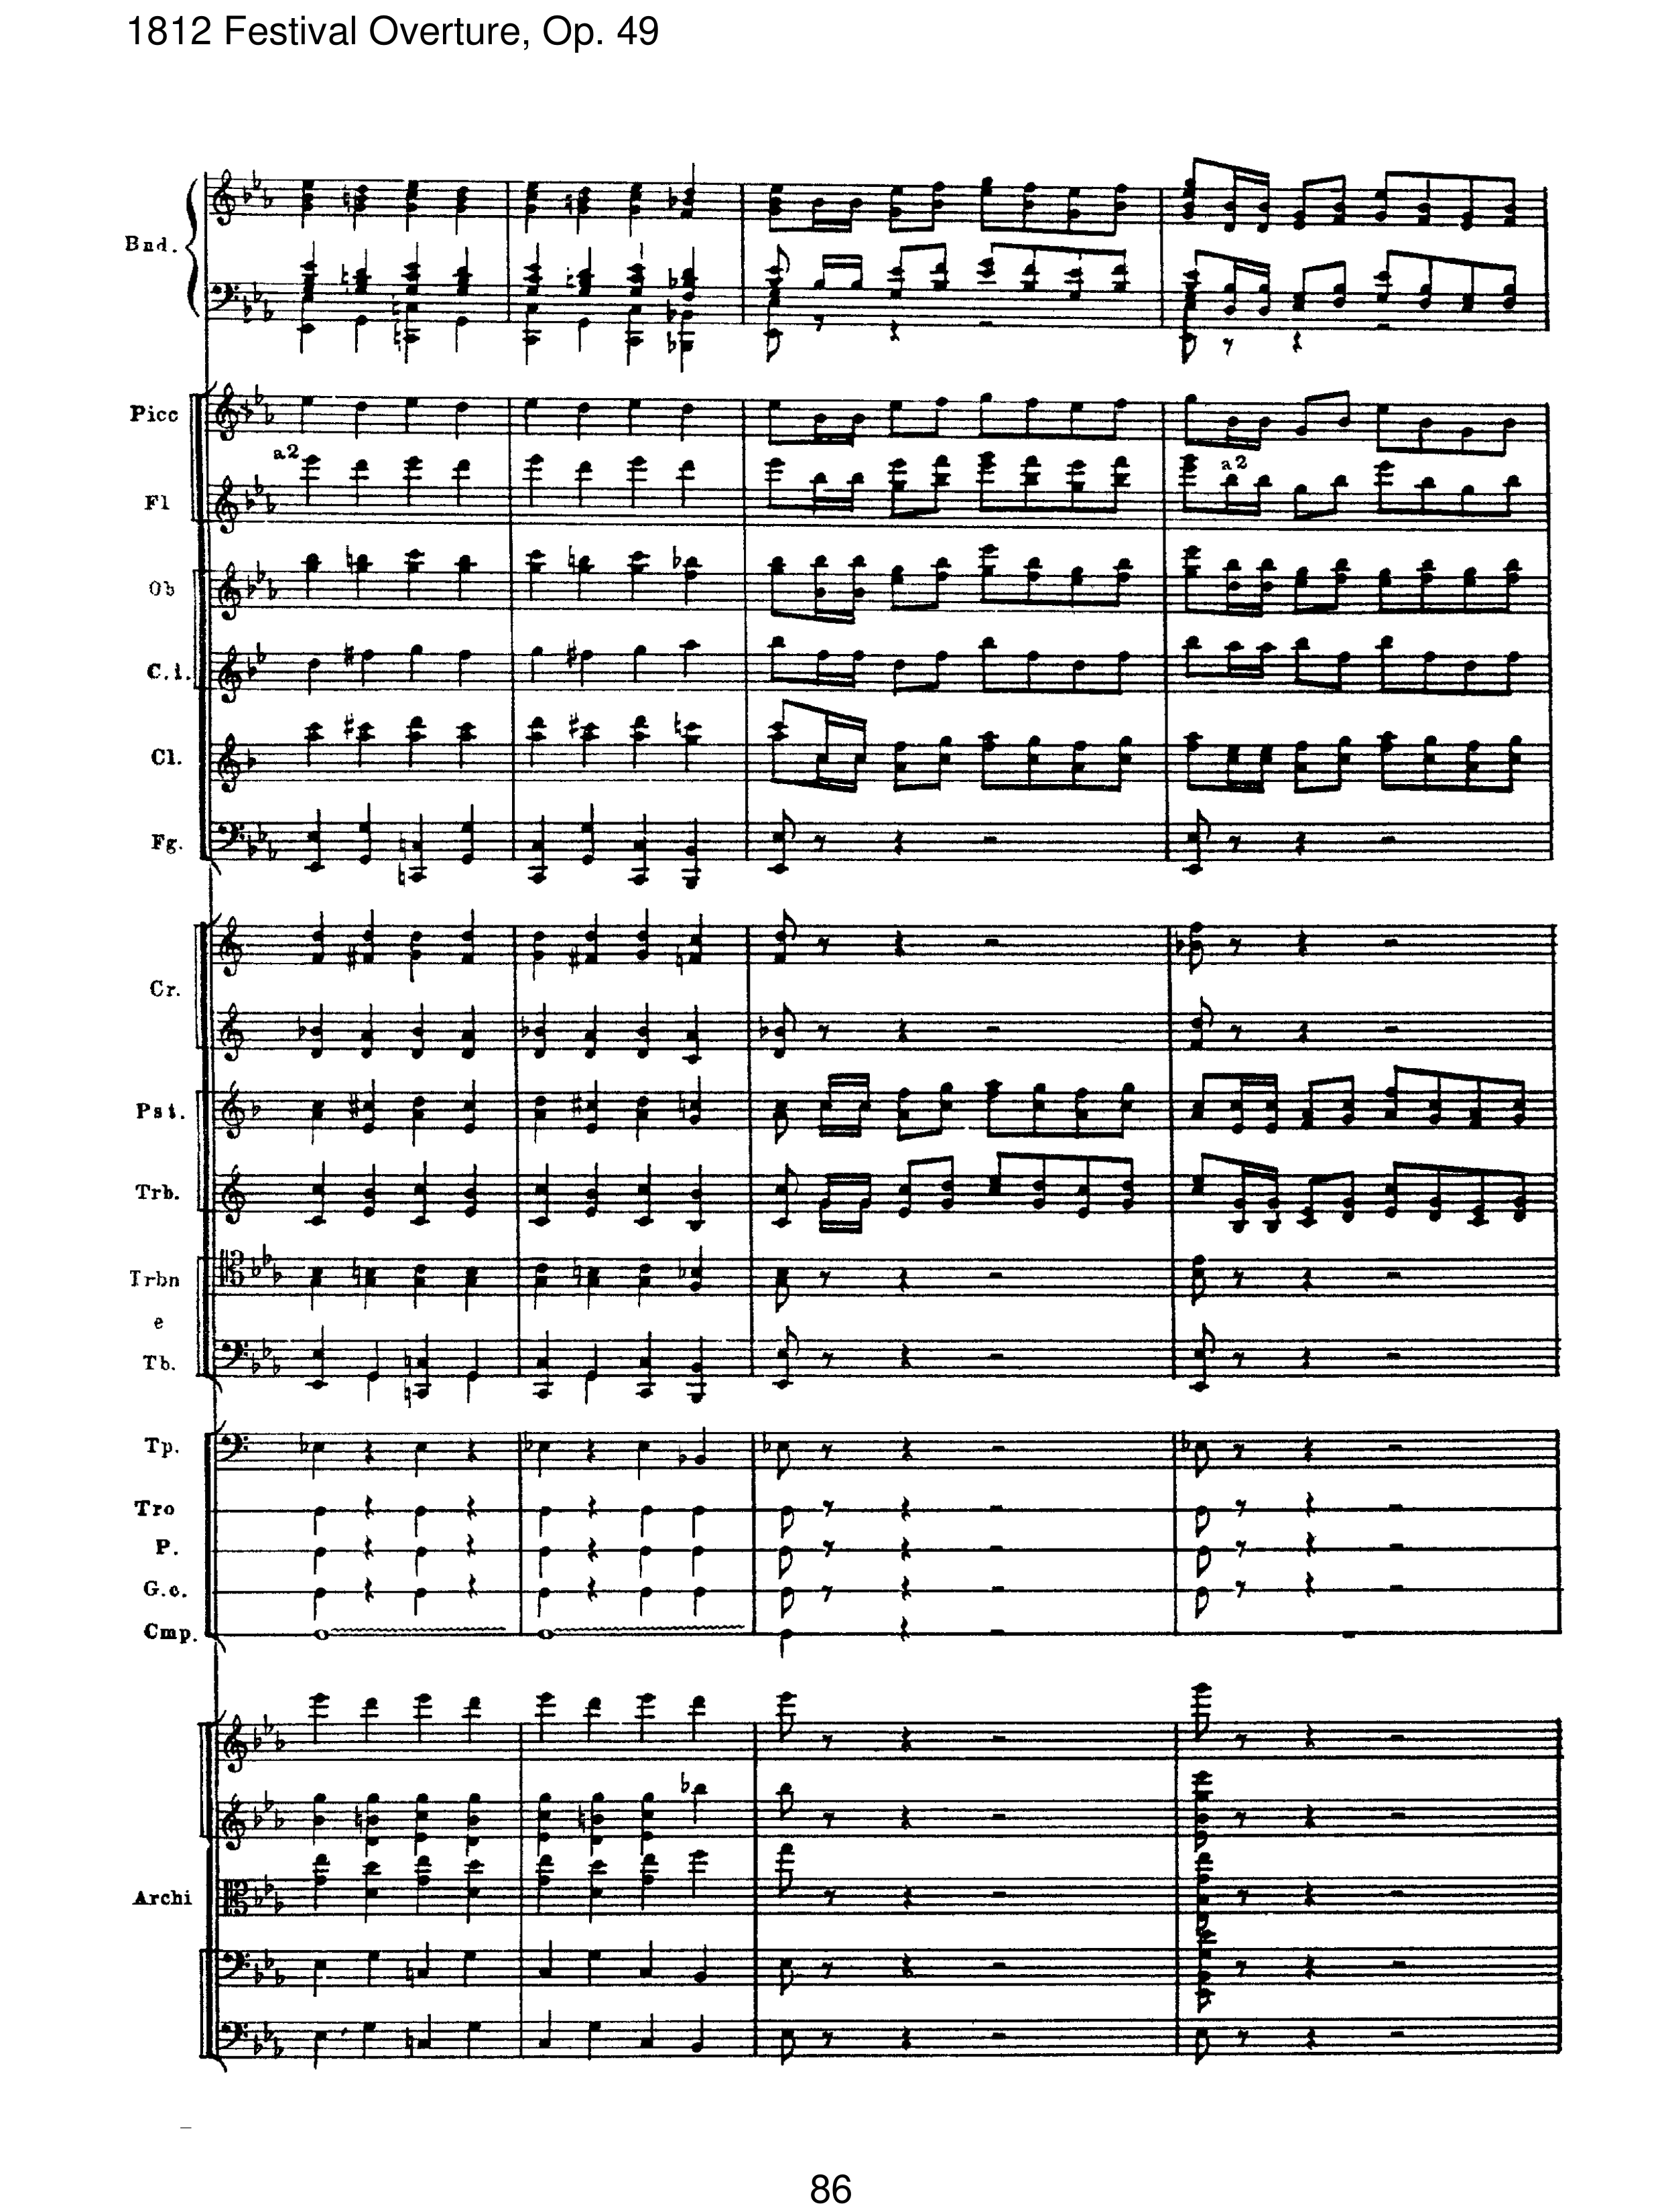 1812 Festival Overture, Op. 49
Bnd.
Picc
a2
Fl
a2
Ob
C.i.
Cl.
Fg.
Cr.
Pst.
Trb.
Trbn
e
Tb.
Tp.
Tro
P.
G.c.
Cmp.
Archi
86